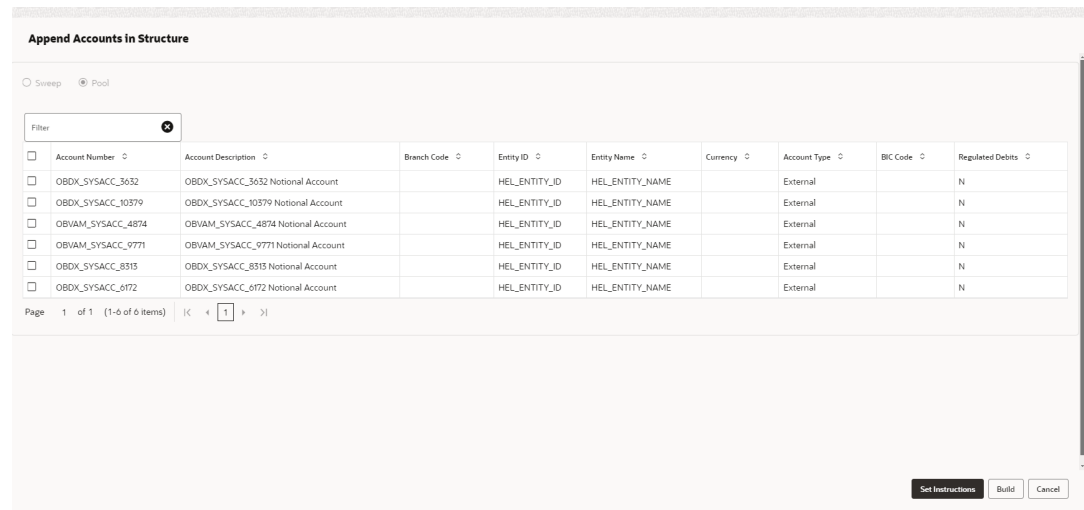 Append Accounts in Structure
Sweep Pool
Filter
Account Number Account Description Branch Code Entity ID Entity Name Currency Account Type BIC Code Regulated Debits
OBDX_SYSACC_3632 OBDX_SYSACC_3632 Notional Account HEL_ENTITY_ID HEL_ENTITY_NAME External N
OBDX_SYSACC_10379 OBDX_SYSACC_10379 Notional Account HEL_ENTITY_ID HEL_ENTITY_NAME External N
OBVAM_SYSACC_4874 OBVAM_SYSACC_4874 Notional Account HEL_ENTITY_ID HEL_ENTITY_NAME External N
OBVAM_SYSACC_9771 OBVAM_SYSACC_9771 Notional Account HEL_ENTITY_ID HEL_ENTITY_NAME External N
OBDX_SYSACC_8313 OBDX_SYSACC_8313 Notional Account HEL_ENTITY_ID HEL_ENTITY_NAME External N
OBDX_SYSACC_6172 OBDX_SYSACC_6172 Notional Account HEL_ENTITY_ID HEL_ENTITY_NAME External N
Page 1 of 1 (1-6 of 6 items) 1
Set Instructions Build Cancel